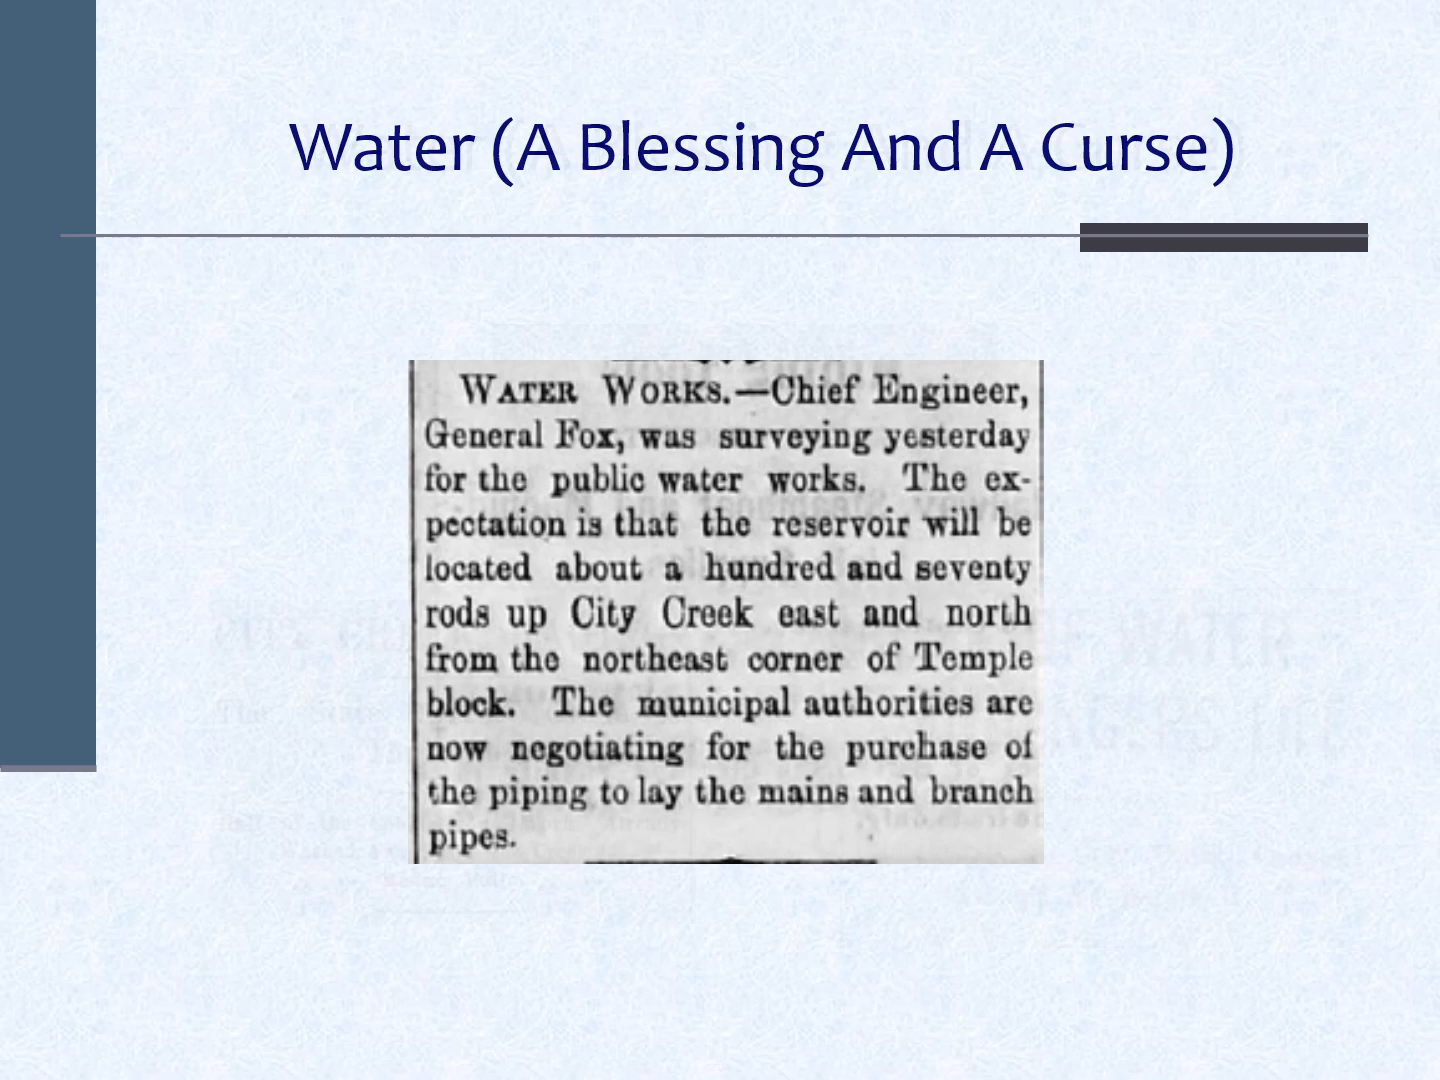 Water (A Blessing And A Curse)
WATER WORKS.—Chief Engineer,
General Fox, was surveying yesterday
for the public water works. The ex-
pectation is that the reservoir will be
located about a hundred and seventy
rods up City Creek east and north
from the northeast corner of Temple
block. The municipal authorities are
now negotiating for the purchase of
the piping to lay the mains and branch
pipes.